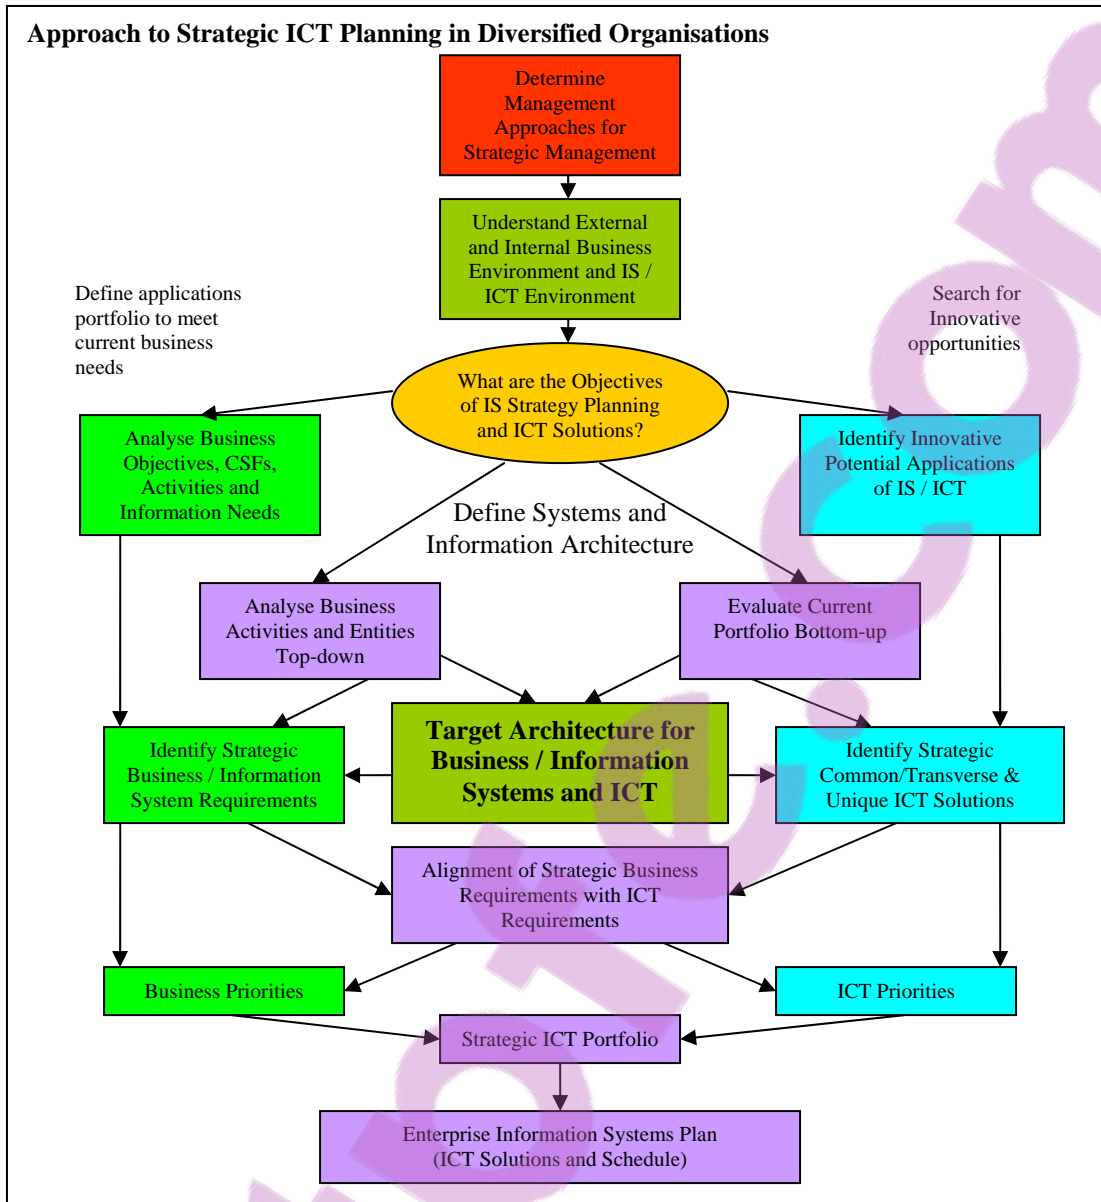 Approach to Strategic ICT Planning in Diversified Organisations
Determine
Management
Approaches for
Strategic Management
Understand External
and Internal Business
Environment and IS /
ICT Environment
Define applications
portfolio to meet
current business
needs
Search for
Innovative
opportunities
What are the Objectives
of IS Strategy Planning
and ICT Solutions?
Analyse Business
Objectives, CSFs,
Activities and
Information Needs
Identify Innovative
Potential Applications
of IS / ICT
Define Systems and
Information Architecture
Analyse Business
Activities and Entities
Top-down
Evaluate Current
Portfolio Bottom-up
Identify Strategic
Business / Information
System Requirements
Target Architecture for
Business / Information
Systems and ICT
Identify Strategic
Common/Transverse &
Unique ICT Solutions
Alignment of Strategic Business
Requirements with ICT
Requirements
Business Priorities
ICT Priorities
Strategic ICT Portfolio
Enterprise Information Systems Plan
(ICT Solutions and Schedule)